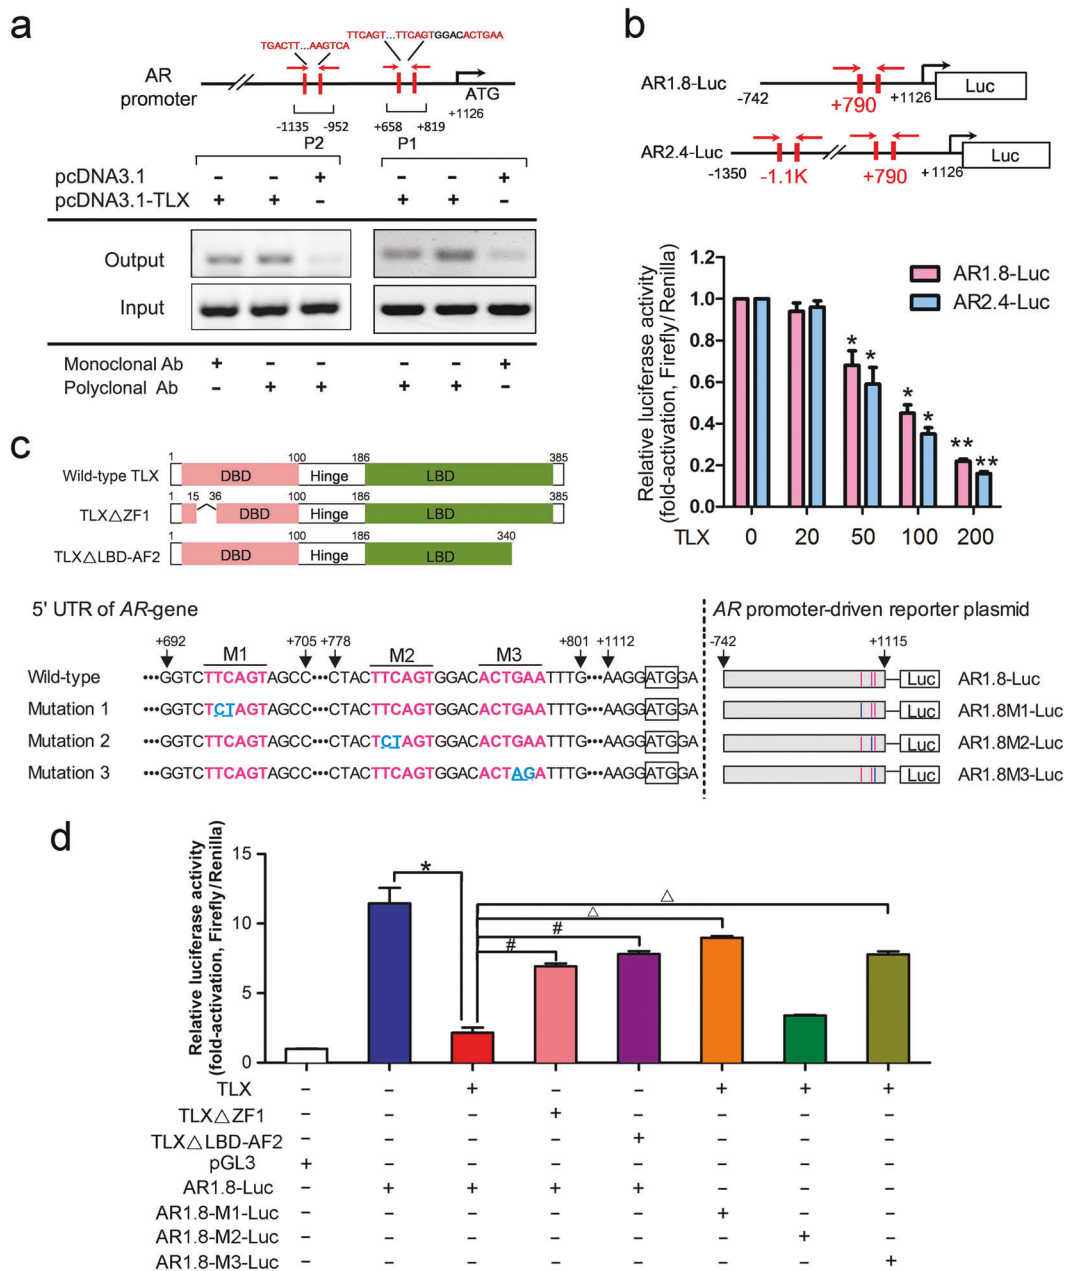 a
TTCAGT...TTCAGTGGACACTGAA
TGACTT...AAGTCA
AR promoter
ATG
+1126
-1135 -952 +658 +819
P2 P1
pcDNA3.1 – – + – – +
pcDNA3.1-TLX + + – + + –
Output
Input
Monoclonal Ab + – – – – +
Polyclonal Ab – + + + + –
b
AR1.8-Luc -742 +790 +1126 Luc
AR2.4-Luc -1350 -1.1K +790 +1126 Luc
Relative luciferase activity
(fold-activation, Firefly/Renilla)
1.2
1.0
0.8
0.6
0.4
0.2
0.0
AR1.8-Luc
AR2.4-Luc
* *
* *
** **
TLX 0 20 50 100 200
c
1 100 186 385
Wild-type TLX DBD Hinge LBD
1 15 36 100 186 385
TLX△ZF1 DBD Hinge LBD
1 100 186 340
TLX△LBD-AF2 DBD Hinge LBD
5' UTR of AR-gene
AR promoter-driven reporter plasmid
+692 +705 +778 +801 +1112 -742 +1115
M1 M2 M3
Wild-type •••GGTCTTCAGTAGCC•••CTACTTCAGTGGACACTGAATTTG•••AAGGATGGA Luc AR1.8-Luc
Mutation 1 •••GGTCTCTAGTAGCC•••CTACTTCAGTGGACACTGAATTTG•••AAGGATGGA Luc AR1.8M1-Luc
Mutation 2 •••GGTCTTCAGTAGCC•••CTACTCTAGTGGACACTGAATTTG•••AAGGATGGA Luc AR1.8M2-Luc
Mutation 3 •••GGTCTTCAGTAGCC•••CTACTTCAGTGGACACTAGATTTG•••AAGGATGGA Luc AR1.8M3-Luc
d
Relative luciferase activity
(fold-activation, Firefly/Renilla)
15
10
5
0
* # # △ △
TLX – – + – – + + +
TLX△ZF1 – – – + – – – –
TLX△LBD-AF2 – – – – + – – –
pGL3 + – – – – – – –
AR1.8-Luc – + + + + – – –
AR1.8-M1-Luc – – – – – + – –
AR1.8-M2-Luc – – – – – – + –
AR1.8-M3-Luc – – – – – – – +